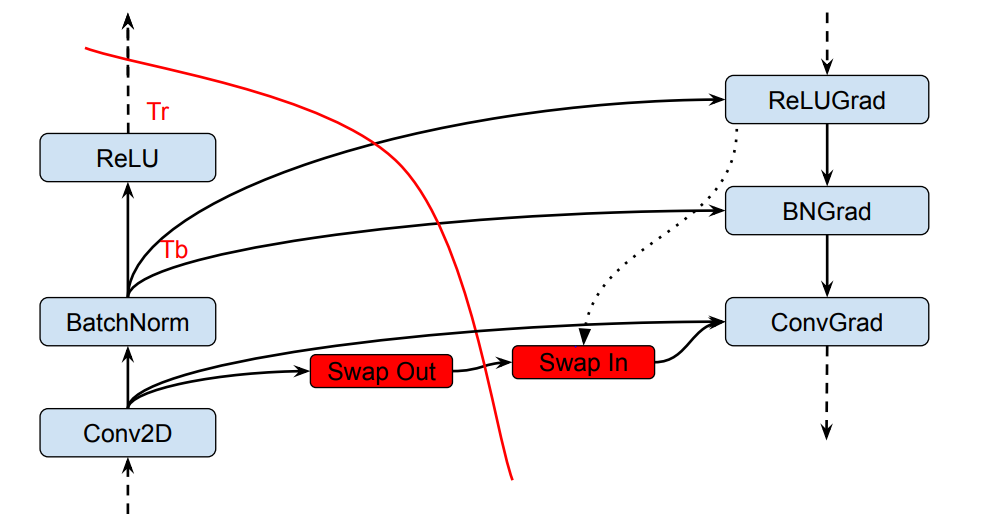 Tr
ReLUGrad
ReLU
BNGrad
Tb
BatchNorm
ConvGrad
Swap Out
Swap In
Conv2D